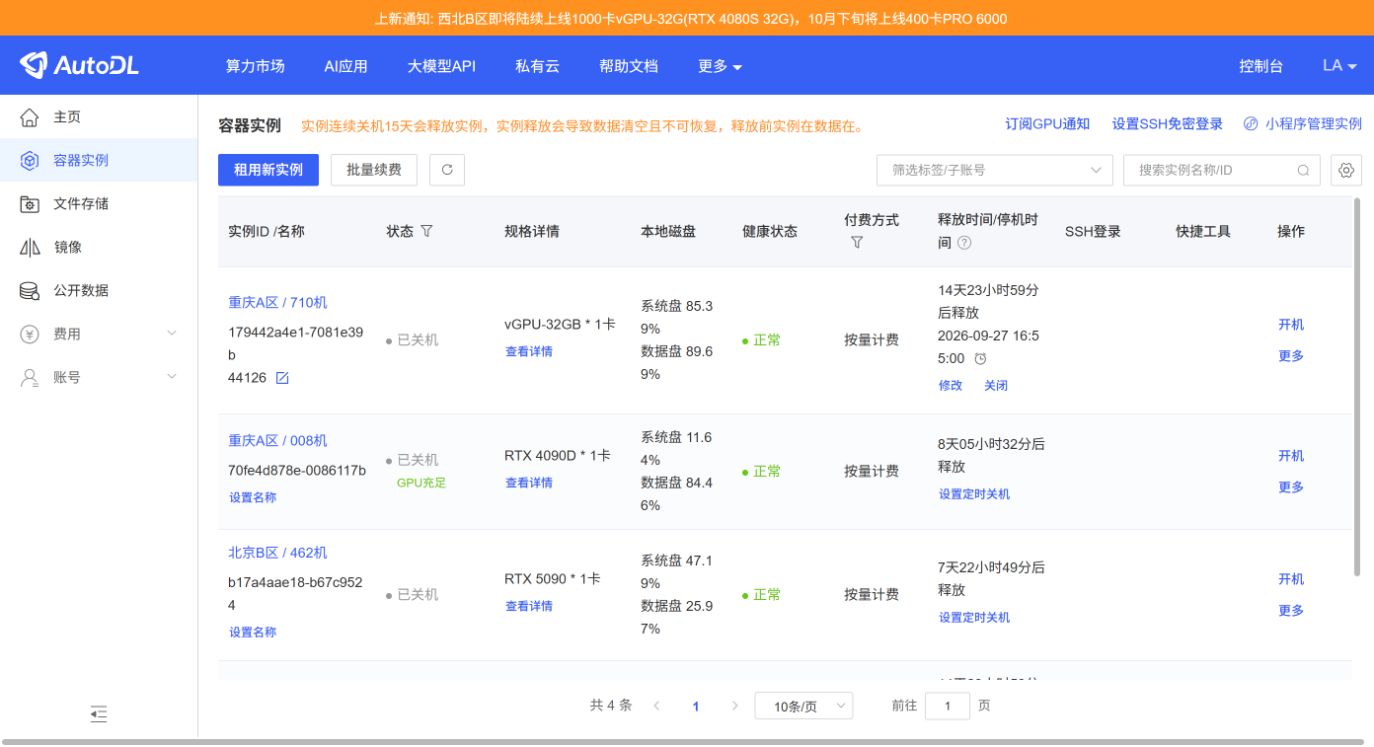 上新通知: 西北B区即将陆续上线1000卡vGPU-32G(RTX 4080S 32G)，10月下旬将上线400卡PRO 6000
AutoDL
算力市场
AI应用
大模型API
私有云
帮助文档
更多
控制台
LA
主页
容器实例
文件存储
镜像
公开数据
费用
账号
容器实例
实例连续关机15天会释放实例，实例释放会导致数据清空且不可恢复，释放前实例在数据在。
订阅GPU通知
设置SSH免密登录
小程序管理实例
租用新实例
批量续费
筛选标签/子账号
搜索实例名称/ID
实例ID /名称
状态
规格详情
本地磁盘
健康状态
付费方式
释放时间/停机时
间
SSH登录
快捷工具
操作
重庆A区 / 710机
179442a4e1-7081e39
b
44126
已关机
vGPU-32GB * 1卡
查看详情
系统盘 85.3
9%
数据盘 89.6
9%
正常
按量计费
14天23小时59分
后释放
2026-09-27 16:5
5:00
修改
关闭
开机
更多
重庆A区 / 008机
70fe4d878e-0086117b
设置名称
已关机
GPU充足
RTX 4090D * 1卡
查看详情
系统盘 11.6
4%
数据盘 84.4
6%
正常
按量计费
8天05小时32分后
释放
设置定时关机
开机
更多
北京B区 / 462机
b17a4aae18-b67c952
4
设置名称
已关机
RTX 5090 * 1卡
查看详情
系统盘 47.1
9%
数据盘 25.9
7%
正常
按量计费
7天22小时49分后
释放
设置定时关机
开机
更多
共 4 条
1
10条/页
前往
1
页